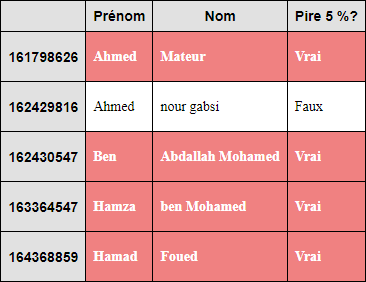 Prénom Nom Pire 5 %?
161798626 Ahmed Mateur Vrai
162429816 Ahmed nour gabsi Faux
162430547 Ben Abdallah Mohamed Vrai
163364547 Hamza ben Mohamed Vrai
164368859 Hamad Foued Vrai